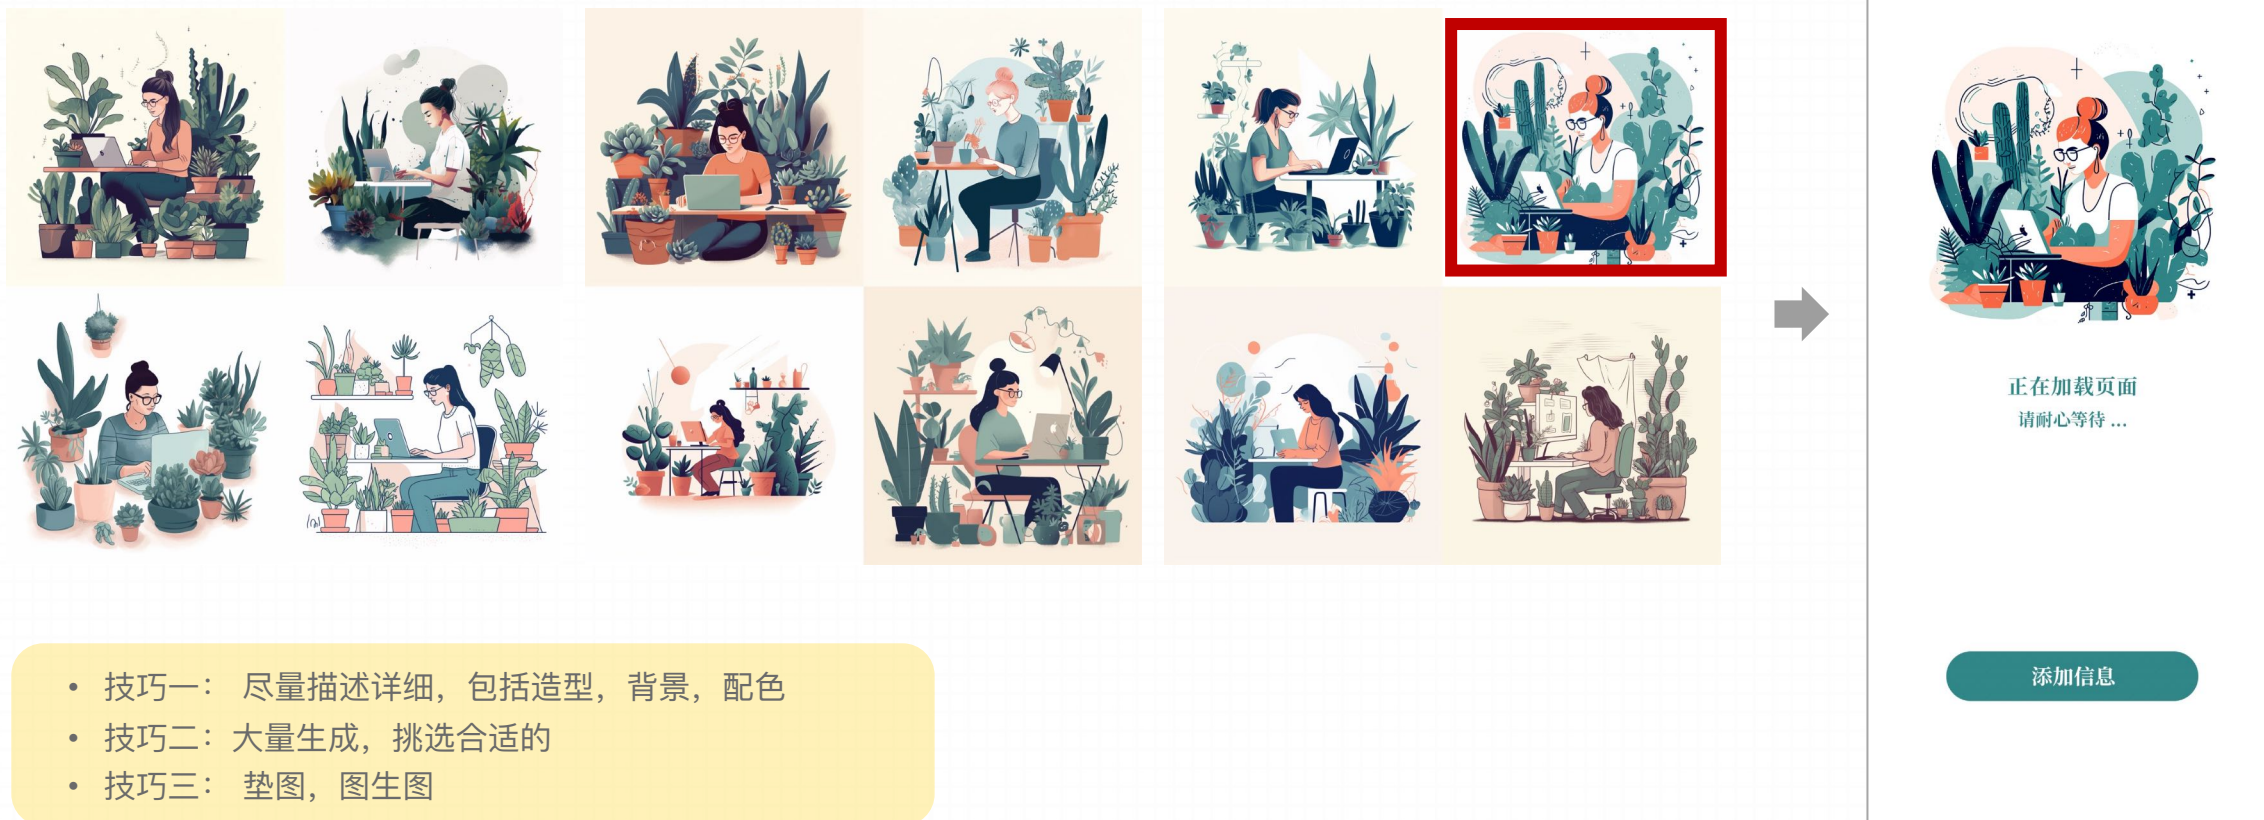 正在加载页面
请耐心等待 ...
添加信息
• 技巧一： 尽量描述详细，包括造型，背景，配色
• 技巧二：大量生成，挑选合适的
• 技巧三： 垫图，图生图